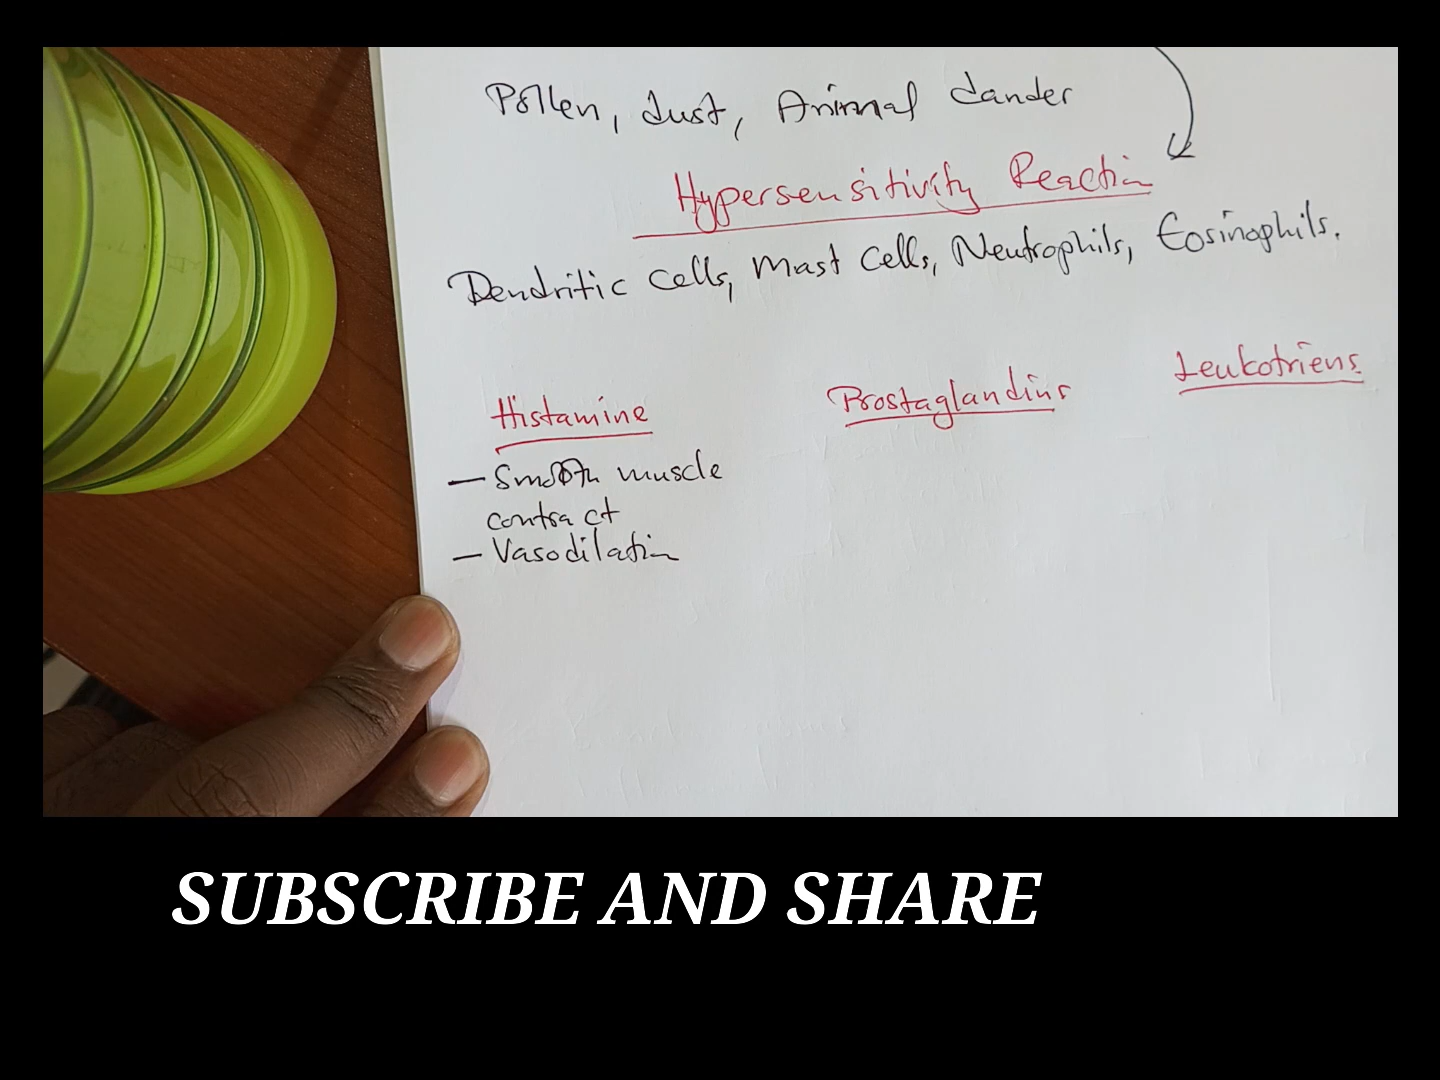 Pollen, dust, Animal dander
Hypersensitivity Reaction
Dendritic Cells, Mast Cells, Neutrophils, Eosinophils.
Histamine
Prostaglandins
Leukotriens
— Smooth muscle
contract
— Vasodilation
SUBSCRIBE AND SHARE